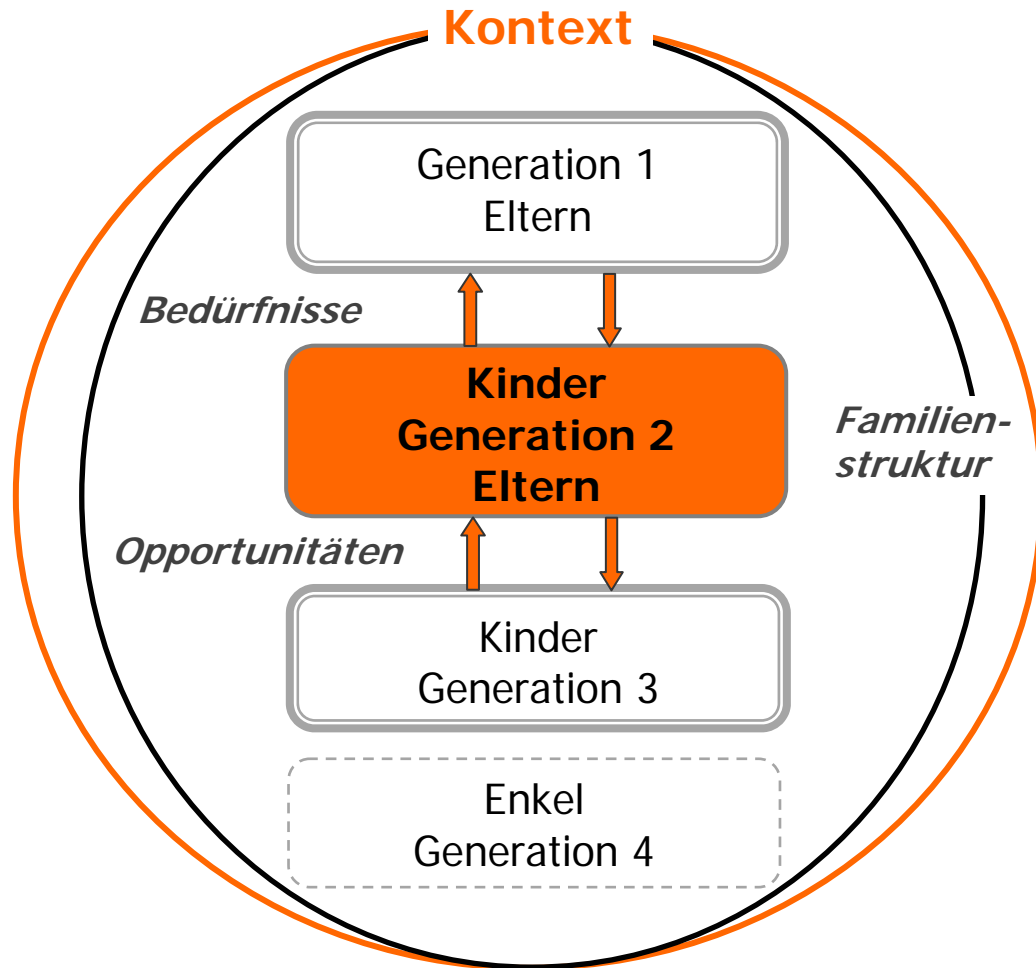 Kontext
Generation 1
Eltern
Bedürfnisse
Kinder
Generation 2
Eltern
Familien-
struktur
Opportunitäten
Kinder
Generation 3
Enkel
Generation 4